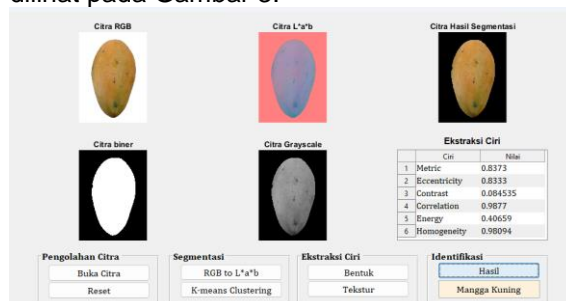 dilihat pada Gambar 3.
Citra RGB Citra L*a*b Citra Hasil Segmentasi
Citra biner Citra Grayscale Ekstraksi Ciri
Ciri Nilai
1 Metric 0.8373
2 Eccentricity 0.8333
3 Contrast 0.084535
4 Correlation 0.9877
5 Energy 0.40659
6 Homogeneity 0.98094
Pengolahan Citra Segmentasi Ekstraksi Ciri Identifikasi
Buka Citra RGB to L*a*b Bentuk Hasil
Reset K-means Clustering Tekstur Mangga Kuning